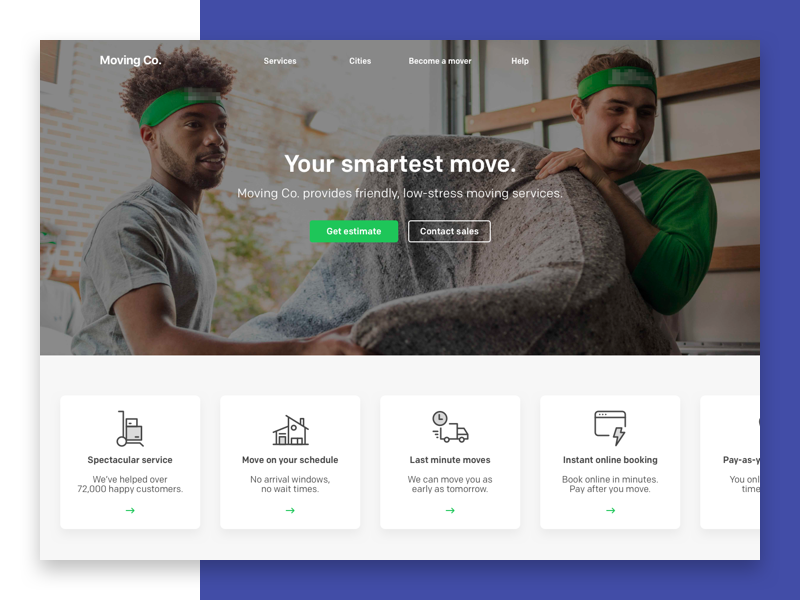 Moving Co.
Services
Cities
Become a mover
Help
Your smartest move.
Moving Co. provides friendly, low-stress moving services.
Get estimate
Contact sales
Spectacular service
We've helped over
72,000 happy customers.
Move on your schedule
No arrival windows,
no wait times.
Last minute moves
We can move you as
early as tomorrow.
Instant online booking
Book online in minutes.
Pay after you move.
Pay-as-y
You onl
time